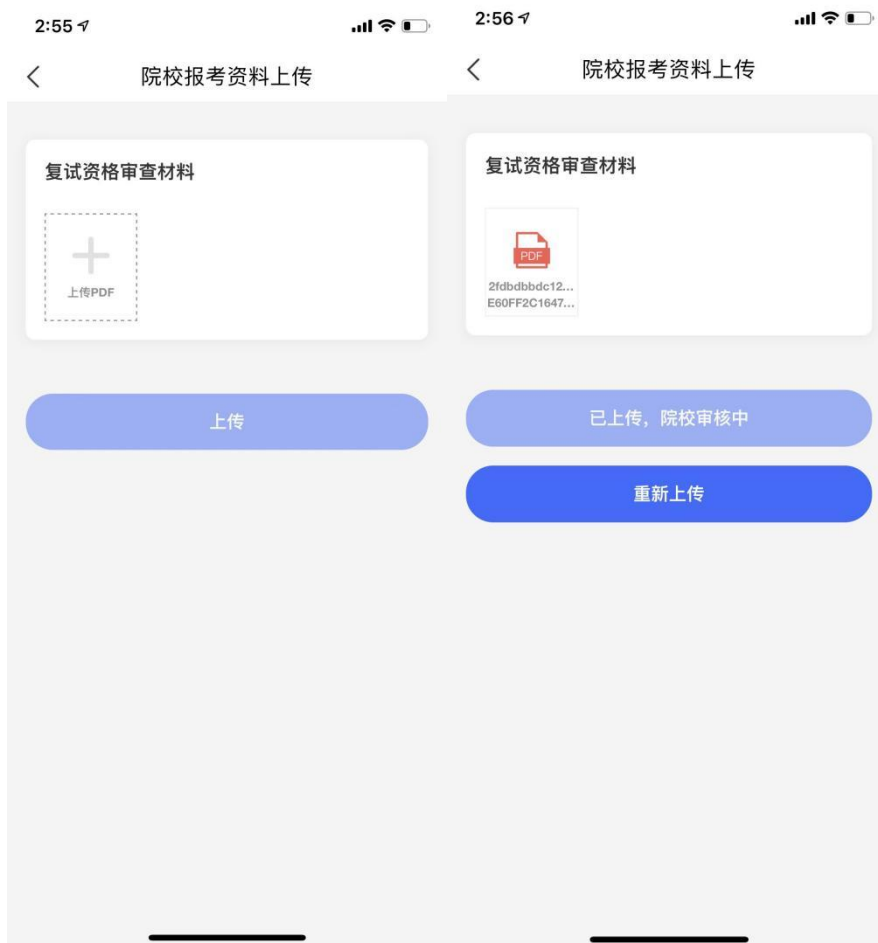 2:55
院校报考资料上传
复试资格审查材料
上传PDF
上传
2:56
院校报考资料上传
复试资格审查材料
PDF
2fdbdbbdc12...
E60FF2C1647...
已上传，院校审核中
重新上传